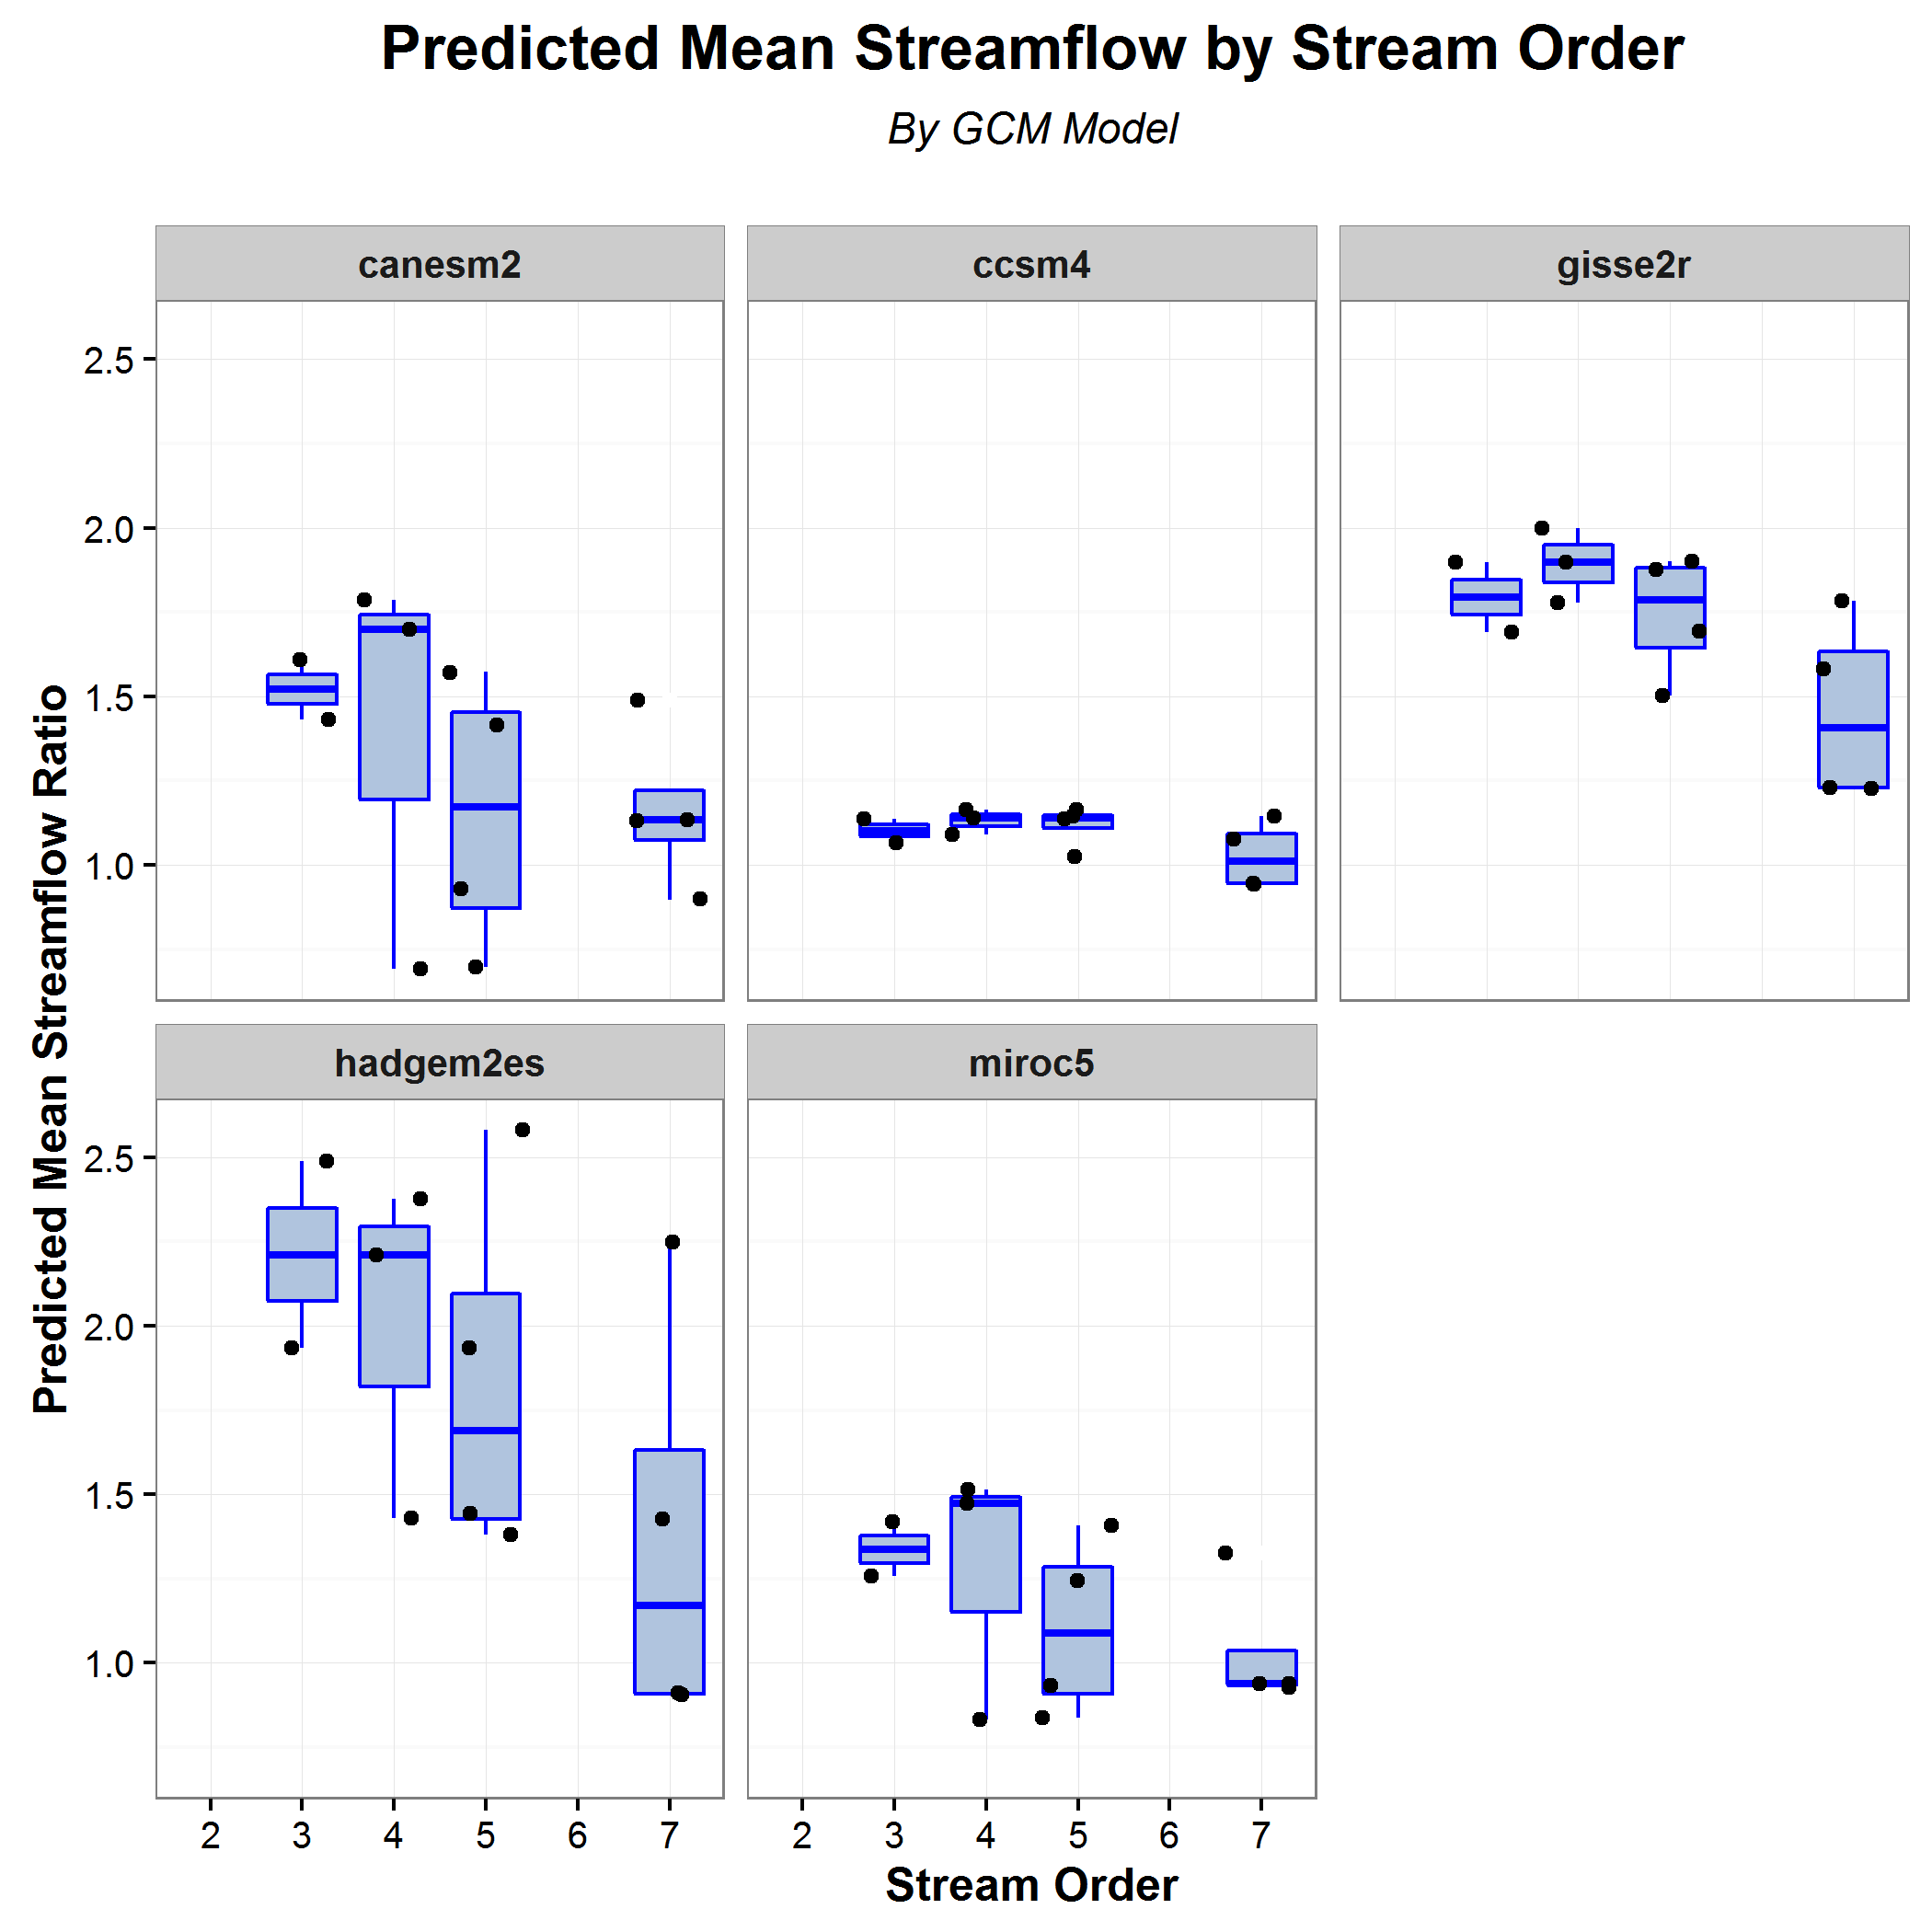 Predicted Mean Streamflow by Stream Order
By GCM Model
canesm2
ccsm4
gisse2r
2.5
2.0
1.5
1.0
Predicted Mean Streamflow Ratio
hadgem2es
miroc5
2.5
2.0
1.5
1.0
2 3 4 5 6 7
2 3 4 5 6 7
Stream Order